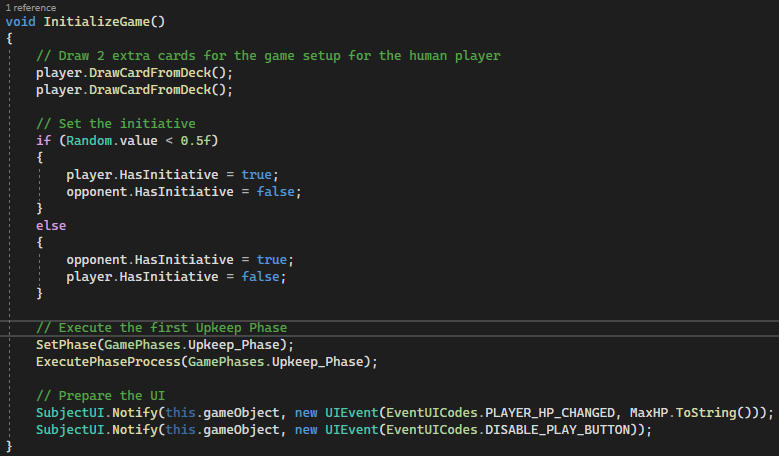 1 reference
void InitializeGame()
{
// Draw 2 extra cards for the game setup for the human player
player.DrawCardFromDeck();
player.DrawCardFromDeck();
// Set the initiative
if (Random.value < 0.5f)
{
player.HasInitiative = true;
opponent.HasInitiative = false;
}
else
{
opponent.HasInitiative = true;
player.HasInitiative = false;
}
// Execute the first Upkeep Phase
SetPhase(GamePhases.Upkeep_Phase);
ExecutePhaseProcess(GamePhases.Upkeep_Phase);
// Prepare the UI
SubjectUI.Notify(this.gameObject, new UIEvent(EventUICodes.PLAYER_HP_CHANGED, MaxHP.ToString()));
SubjectUI.Notify(this.gameObject, new UIEvent(EventUICodes.DISABLE_PLAY_BUTTON));
}